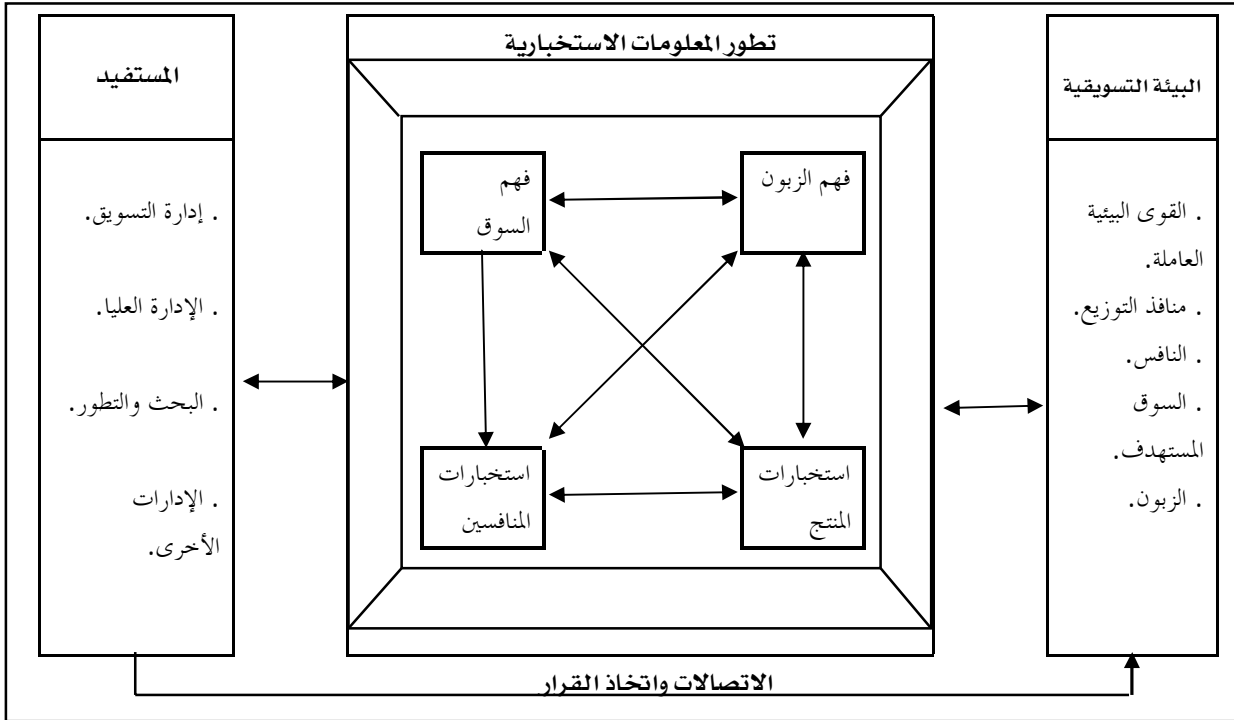 تطور المعلومات الاستخبارية
البيئة التسويقية
. القوى البيئية
العاملة.
. منافذ التوزيع.
. النافس.
. السوق
المستهدف.
. الزبون.
فهم الزبون
فهم
السوق
استخبارات
المنتج
استخبارات
المنافسين
المستفيد
. إدارة التسويق.
. الإدارة العليا.
. البحث والتطور.
. الإدارات
الأخرى.
الاتصالات واتخاذ القرار